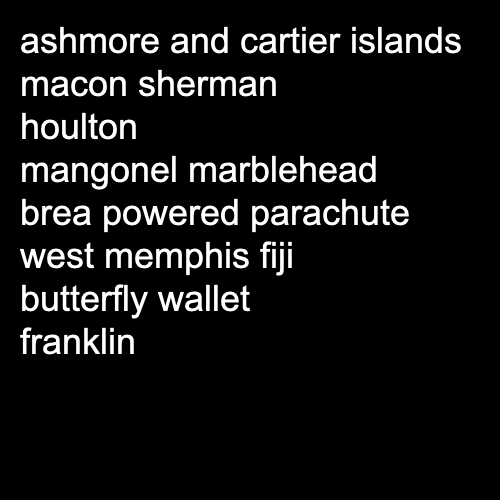 ashmore and cartier islands
macon sherman
houlton
mangonel marblehead
brea powered parachute
west memphis fiji
butterfly wallet
franklin